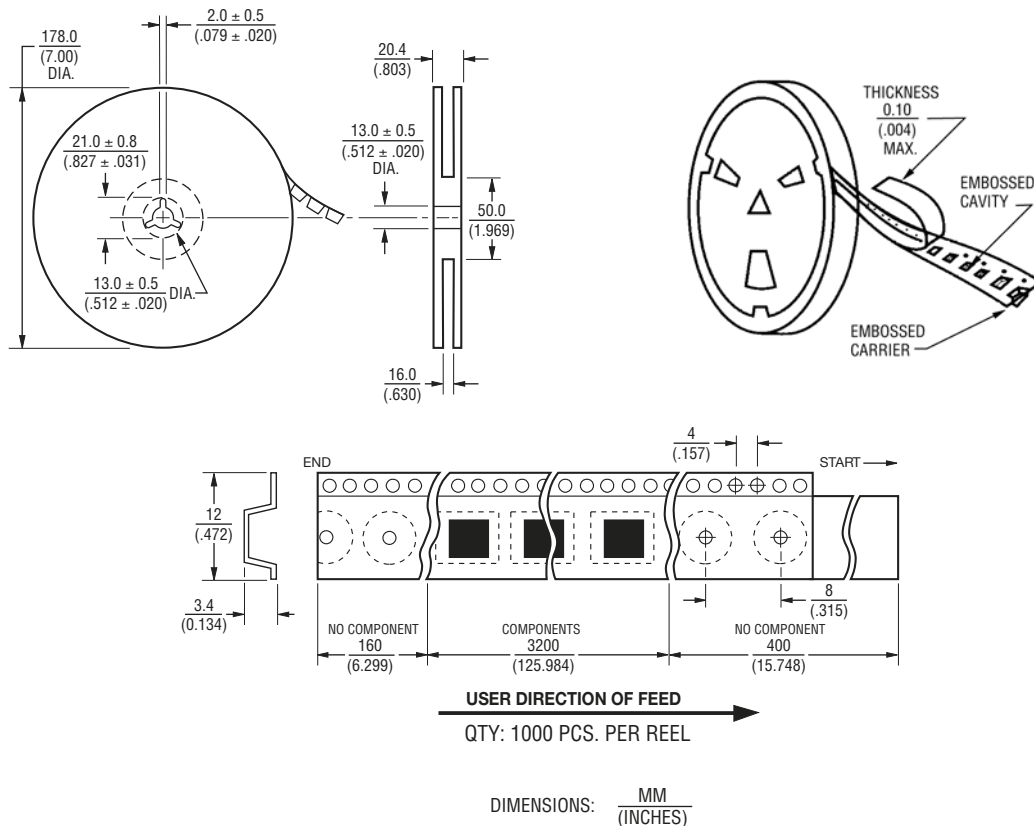 2.0 ± 0.5
(.079 ± .020)
178.0
(7.00)
DIA.
21.0 ± 0.8
(.827 ± .031)
13.0 ± 0.5
(.512 ± .020) DIA.
20.4
(.803)
13.0 ± 0.5
(.512 ± .020)
DIA.
50.0
(1.969)
16.0
(.630)
THICKNESS
0.10
(.004)
MAX.
EMBOSSED
CAVITY
EMBOSSED
CARRIER
END
4
(.157)
START
12
(.472)
3.4
(0.134)
8
(.315)
NO COMPONENT
160
(6.299)
COMPONENTS
3200
(125.984)
NO COMPONENT
400
(15.748)
USER DIRECTION OF FEED
QTY: 1000 PCS. PER REEL
DIMENSIONS: MM
(INCHES)